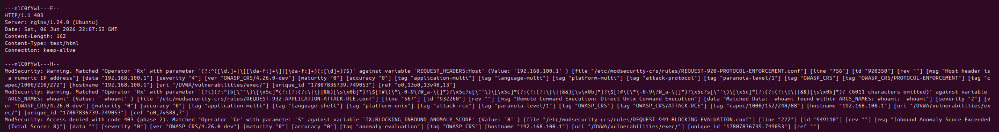 ---nlC0fYwl---F--
HTTP/1.1 403
Server: nginx/1.24.0 (Ubuntu)
Date: Sat, 06 Jun 2026 22:07:53 GMT
Content-Length: 162
Content-Type: text/html
Connection: keep-alive
---nlC0fYwl---H--
ModSecurity: Warning. Matched "Operator `Rx' with parameter `(?:^([\d.]+|\[[\da-f:]+\]|[\da-f:]+)(:[\d]+)?$)' against variable `REQUEST_HEADERS:Host' (Value: `192.168.100.1' ) [file "/etc/modsecurity-crs/rules/REQUEST-920-PROTOCOL-ENFORCEMENT.conf"] [line "756"] [id "920350"] [rev ""] [msg "Host header is
 a numeric IP address"] [data "192.168.100.1"] [severity "4"] [ver "OWASP_CRS/4.26.0-dev"] [maturity "0"] [accuracy "0"] [tag "application-multi"] [tag "language-multi"] [tag "platform-multi"] [tag "attack-protocol"] [tag "paranoia-level/1"] [tag "OWASP_CRS"] [tag "OWASP_CRS/PROTOCOL-ENFORCEMENT"] [tag "c
apec/1000/210/272"] [hostname "192.168.100.1"] [uri "/DVWA/vulnerabilities/exec/"] [unique_id "17807836739.749053"] [ref "o0,13o0,13v48,13"]
ModSecurity: Warning. Matched "Operator `Rx' with parameter `(?i)(?:^|b[\"'\)\[\x5c]*(?:(?:(?:\|\||&&)[\s\x0b]*)?\$[!#\(\*\-0-9\?@_a-\{]*)?\x5c?u[\"'\)\[\x5c]*(?:(?:(?:\|\||&&)[\s\x0b]*)?\$[!#\(\*\-0-9\?@_a-\{]*)?\x5c?s[\"'\)\[\x5c]*(?:(?:(?:\|\||&&)[\s\x0b]*)? (6011 characters omitted)' against variable
`ARGS_NAMES: whoami' (Value: ` whoami' ) [file "/etc/modsecurity-crs/rules/REQUEST-932-APPLICATION-ATTACK-RCE.conf"] [line "567"] [id "932260"] [rev ""] [msg "Remote Command Execution: Direct Unix Command Execution"] [data "Matched Data:  whoami found within ARGS_NAMES: whoami:  whoami"] [severity "2"] [v
er "OWASP_CRS/4.26.0-dev"] [maturity "0"] [accuracy "0"] [tag "application-multi"] [tag "language-shell"] [tag "platform-unix"] [tag "attack-rce"] [tag "paranoia-level/1"] [tag "OWASP_CRS"] [tag "OWASP_CRS/ATTACK-RCE"] [tag "capec/1000/152/248/88"] [hostname "192.168.100.1"] [uri "/DVWA/vulnerabilities/ex
ec/"] [unique_id "17807836739.749053"] [ref "o0,7v588,7"]
ModSecurity: Access denied with code 403 (phase 2). Matched "Operator `Ge' with parameter `5' against variable `TX:BLOCKING_INBOUND_ANOMALY_SCORE' (Value: `8' ) [file "/etc/modsecurity-crs/rules/REQUEST-949-BLOCKING-EVALUATION.conf"] [line "222"] [id "949110"] [rev ""] [msg "Inbound Anomaly Score Exceeded
 (Total Score: 8)"] [data ""] [severity "0"] [ver "OWASP_CRS/4.26.0-dev"] [maturity "0"] [accuracy "0"] [tag "anomaly-evaluation"] [tag "OWASP_CRS"] [hostname "192.168.100.1"] [uri "/DVWA/vulnerabilities/exec/"] [unique_id "17807836739.749053"] [ref ""]